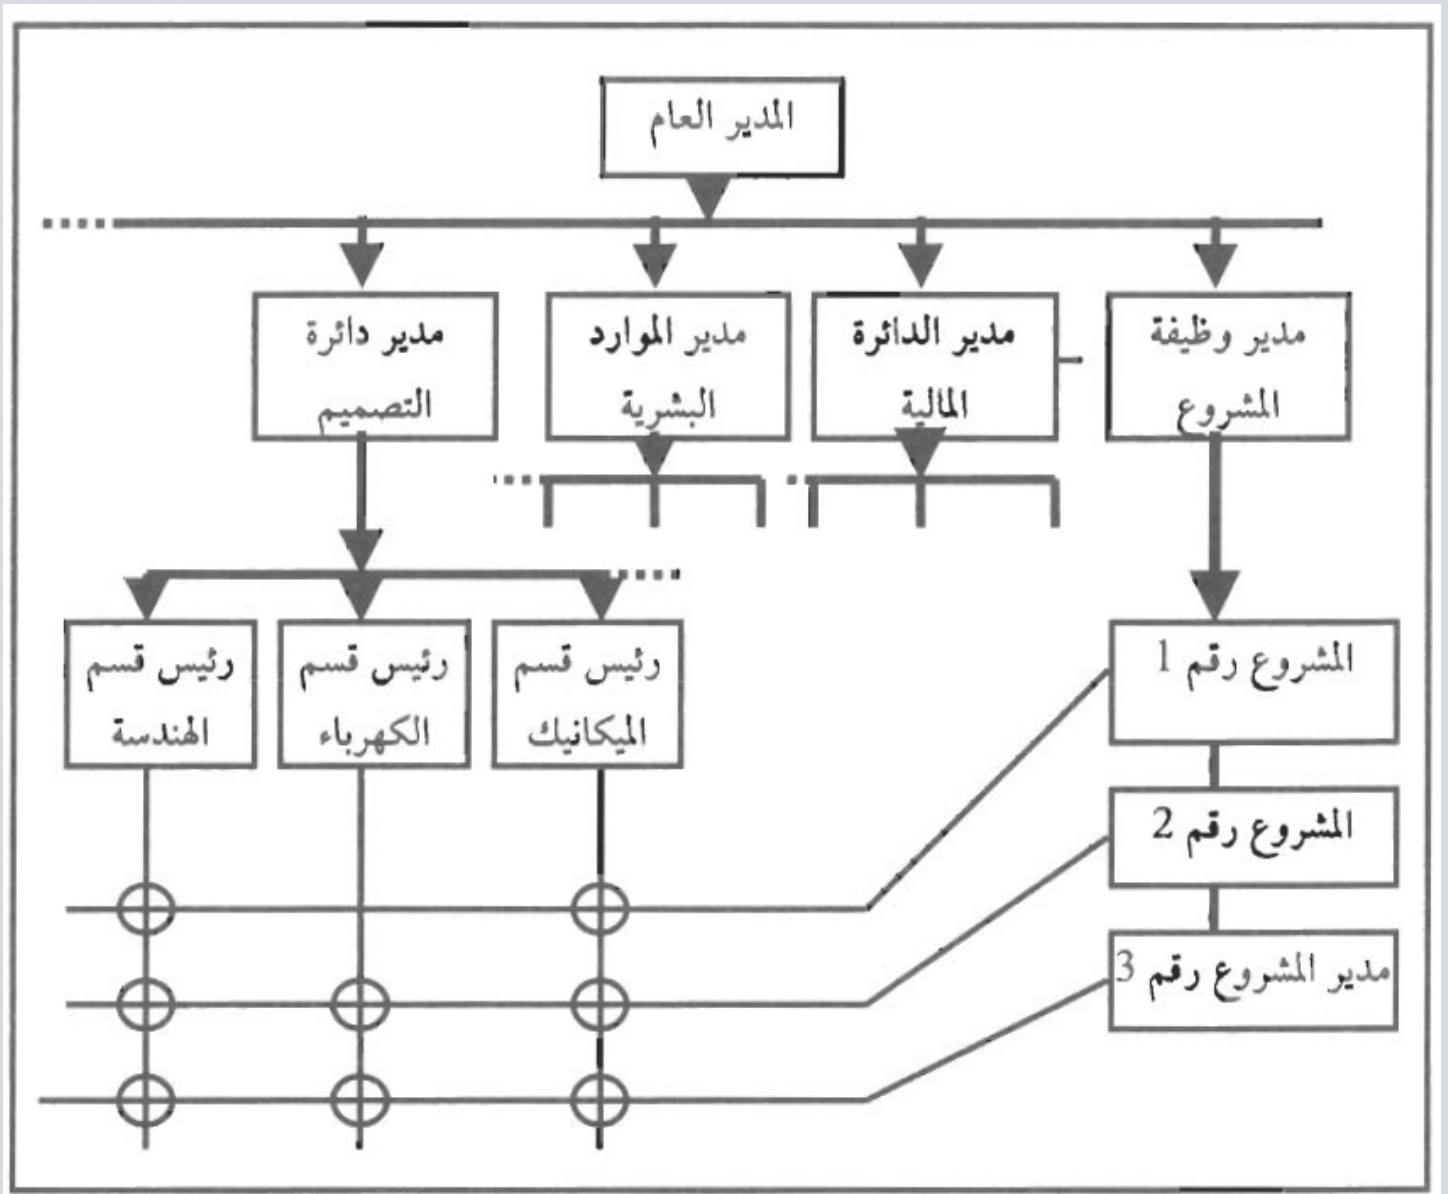 المدير العام
مدير وظيفة
المشروع
مدير الدائرة
المالية
مدير الموارد
البشرية
مدير دائرة
التصميم
رئيس قسم
الميكانيك
رئيس قسم
الكهرباء
رئيس قسم
الهندسة
المشروع رقم 1
المشروع رقم 2
مدير المشروع رقم 3